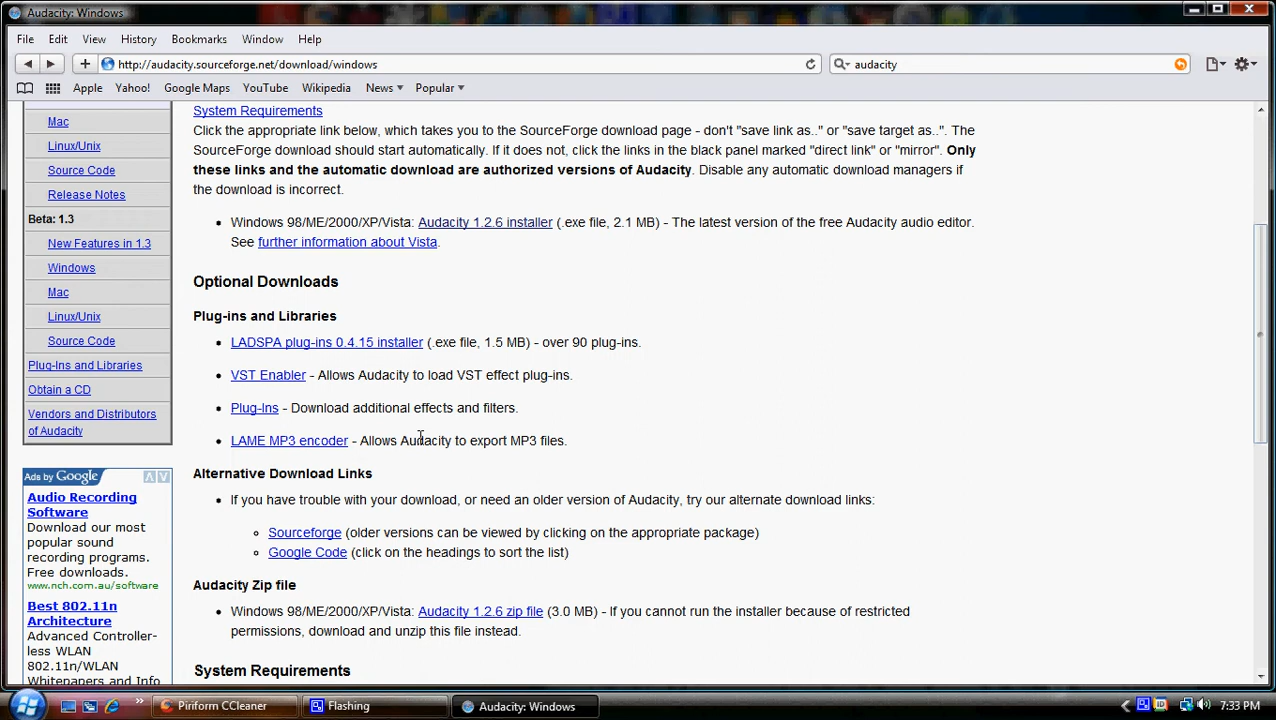 Audacity: Windows
File Edit View History Bookmarks Window Help
http://audacity.sourceforge.net/download/windows
audacity
Apple Yahoo! Google Maps YouTube Wikipedia News Popular
Mac
Linux/Unix
Source Code
Release Notes
Beta: 1.3
New Features in 1.3
Windows
Mac
Linux/Unix
Source Code
Plug-Ins and Libraries
Obtain a CD
Vendors and Distributors
of Audacity
Ads by Google
Audio Recording
Software
Download our most
popular sound
recording programs.
Free downloads.
www.nch.com.au/software
Best 802.11n
Architecture
Advanced Controller-
less WLAN
802.11n/WLAN
Whitepapers and Info
System Requirements
Click the appropriate link below, which takes you to the SourceForge download page - don't "save link as.." or "save target as..". The
SourceForge download should start automatically. If it does not, click the links in the black panel marked "direct link" or "mirror". Only
these links and the automatic download are authorized versions of Audacity. Disable any automatic download managers if
the download is incorrect.
• Windows 98/ME/2000/XP/Vista: Audacity 1.2.6 installer (.exe file, 2.1 MB) - The latest version of the free Audacity audio editor.
See further information about Vista.
Optional Downloads
Plug-ins and Libraries
• LADSPA plug-ins 0.4.15 installer (.exe file, 1.5 MB) - over 90 plug-ins.
• VST Enabler - Allows Audacity to load VST effect plug-ins.
• Plug-Ins - Download additional effects and filters.
• LAME MP3 encoder - Allows Audacity to export MP3 files.
Alternative Download Links
• If you have trouble with your download, or need an older version of Audacity, try our alternate download links:
◦ Sourceforge (older versions can be viewed by clicking on the appropriate package)
◦ Google Code (click on the headings to sort the list)
Audacity Zip file
• Windows 98/ME/2000/XP/Vista: Audacity 1.2.6 zip file (3.0 MB) - If you cannot run the installer because of restricted
permissions, download and unzip this file instead.
System Requirements
Piriform CCleaner
Flashing
Audacity: Windows
7:33 PM